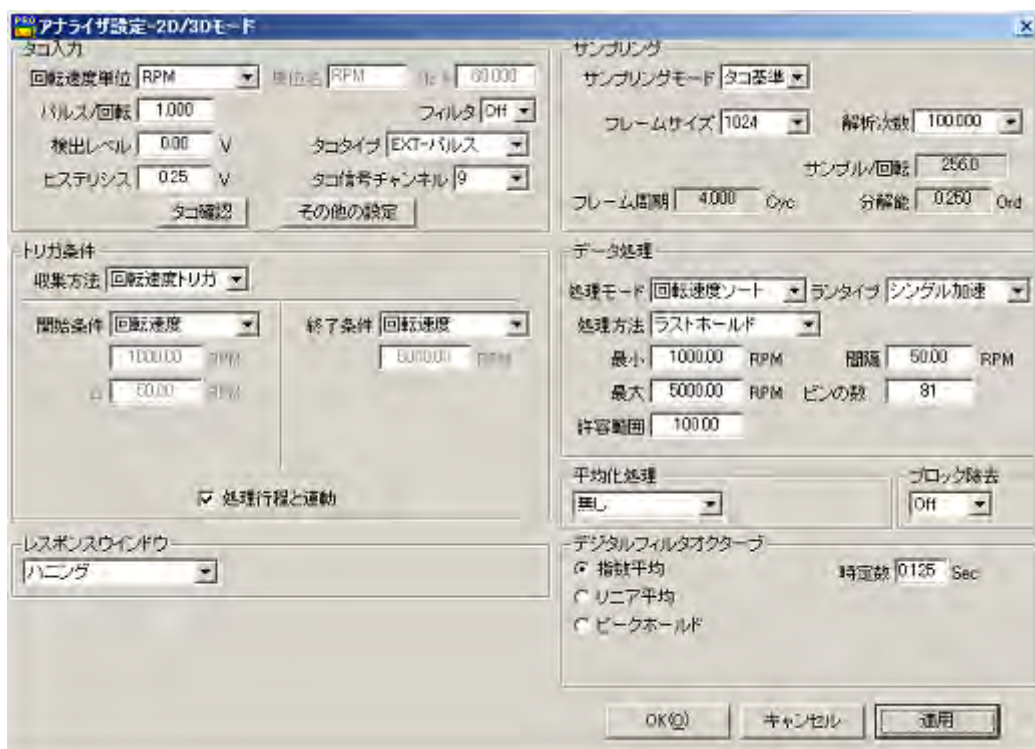 アナライザ設定-2D/3Dモード
タコ入力
回転速度単位 RPM 単位名 RPM 60.000
パルス/回転 1.000 フィルタ Off
検出レベル 0.00 V タコタイプ EXT-パルス
ヒステリシス 0.25 V タコ信号チャンネル 9
タコ確認 その他の設定
トリガ条件
収集方法 回転速度トリガ
開始条件 回転速度 終了条件 回転速度
1000.00 RPM 5000.00 RPM
50.00 RPM
処理行程と連動
レスポンスウインドウ
ハニング
サンプリング
サンプリングモード タコ基準
フレームサイズ 1024 解析次数 100.000
サンプル/回転 256.0
フレーム周期 4.000 Cyc 分解能 0.250 Ord
データ処理
処理モード 回転速度ソート ランタイプ シングル加速
処理方法 ラストホールド
最小 1000.00 RPM 間隔 50.00 RPM
最大 5000.00 RPM ビンの数 81
許容範囲 100.00
平均化処理
無し
ブロック除去
Off
デジタルフィルタオクターブ
指数平均 時定数 0.125 Sec
リニア平均
ピークホールド
OK(O) キャンセル 適用